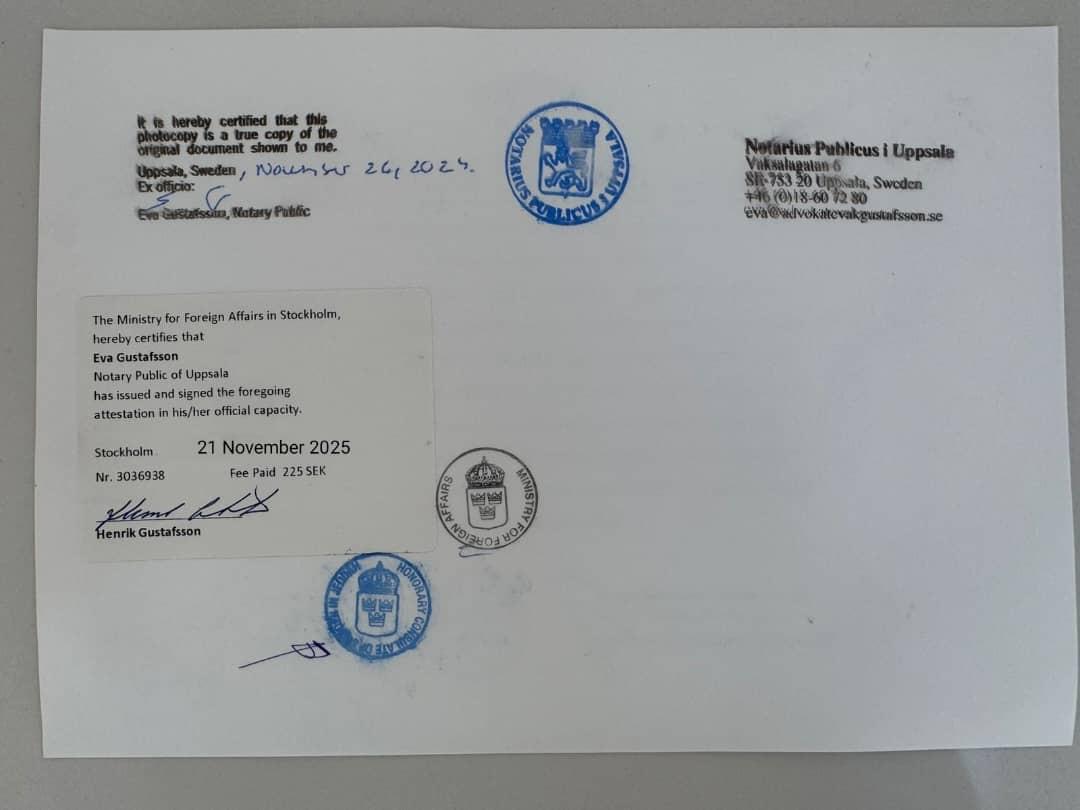 It is hereby certified that this
photocopy is a true copy of the
original document shown to me.
Uppsala, Sweden, November 26, 2024.
Ex officio:
Eva Gustafsson, Notary Public
NOTARIUS PUBLICUS I UPPSALA
Notarius Publicus i Uppsala
Vaksalagatan 6
SE-753 20 Uppsala, Sweden
+46 (0)18-60 72 80
eva@advokatevakgustafsson.se
The Ministry for Foreign Affairs in Stockholm,
hereby certifies that
Eva Gustafsson
Notary Public of Uppsala
has issued and signed the foregoing
attestation in his/her official capacity.
Stockholm 21 November 2025
Nr. 3036938 Fee Paid 225 SEK
Henrik Gustafsson
MINISTRY FOR FOREIGN AFFAIRS
HONORARY CONSULATE OF IN JEDDAH